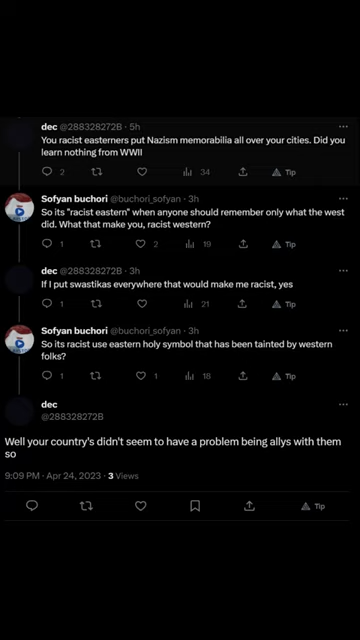 dec @288328272B · 5h
You racist easterners put Nazism memorabilia all over your cities. Did you
learn nothing from WWII
2 34 Tip
Sofyan buchori @buchori_sofyan · 3h
So its "racist eastern" when anyone should remember only what the west
did. What that make you, racist western?
1 2 19 Tip
dec @288328272B · 3h
If I put swastikas everywhere that would make me racist, yes
1 21 Tip
Sofyan buchori @buchori_sofyan · 3h
So its racist use eastern holy symbol that has been tainted by western
folks?
1 1 18 Tip
dec
@288328272B
Well your country's didn't seem to have a problem being allys with them
so
9:09 PM · Apr 24, 2023 · 3 Views
Tip